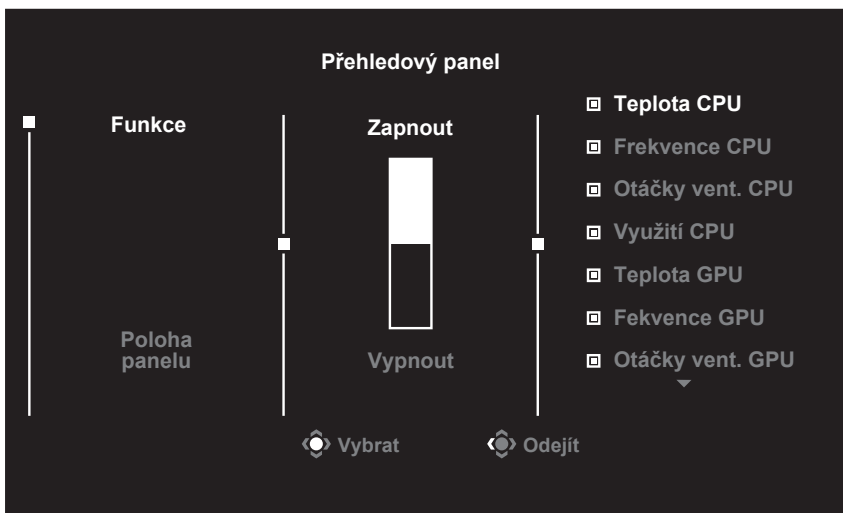 Přehledový panel
Funkce
Poloha
panelu
Zapnout
Vypnout
Teplota CPU
Frekvence CPU
Otáčky vent. CPU
Využití CPU
Teplota GPU
Fekvence GPU
Otáčky vent. GPU
Vybrat
Odejít